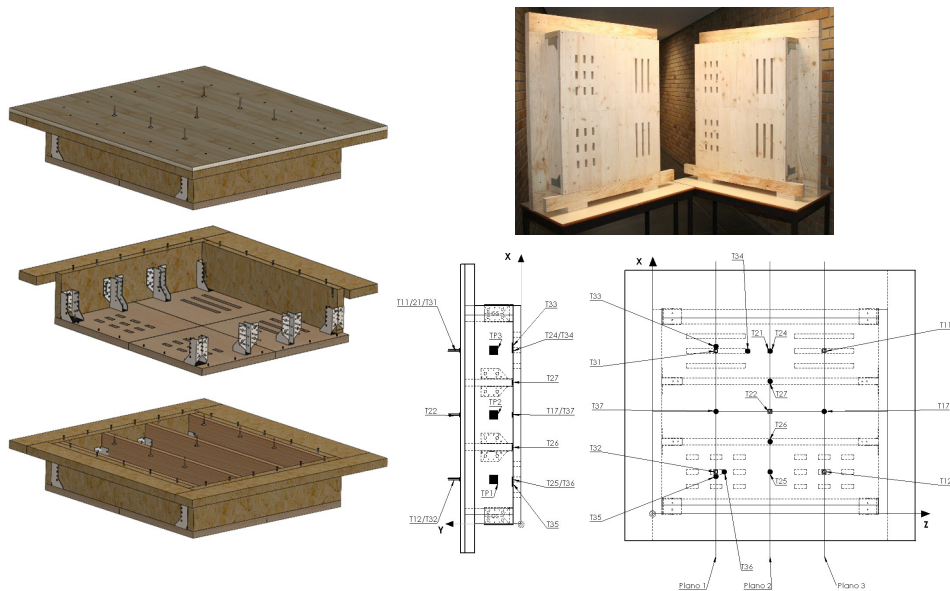 X
T11/21/T31
T33
T24/T34
TP3
T27
T22
TP2
T17/T37
T26
TP1
T25/T36
T12/T32
Y
T35
T34
X
T33
T21
T24
T11
T31
T27
T37
T22
T17
T26
T32
T12
T25
T35
Z
T36
Plano 1
Plano 2
Plano 3